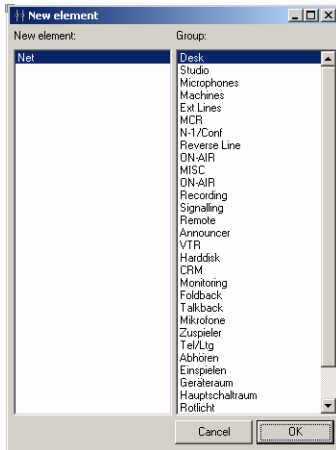 New element
New element:
Group:
Net
Desk
Studio
Microphones
Machines
Ext Lines
MCR
N-1/Conf
Reverse Line
ON-AIR
MISC
ON-AIR
Recording
Signalling
Remote
Announcer
VTR
Harddisk
CRM
Monitoring
Foldback
Talkback
Mikrofone
Zuspieler
Tel/Ltg
Abhören
Einspielen
Geräteraum
Hauptschaltraum
Rotlicht
Cancel
OK